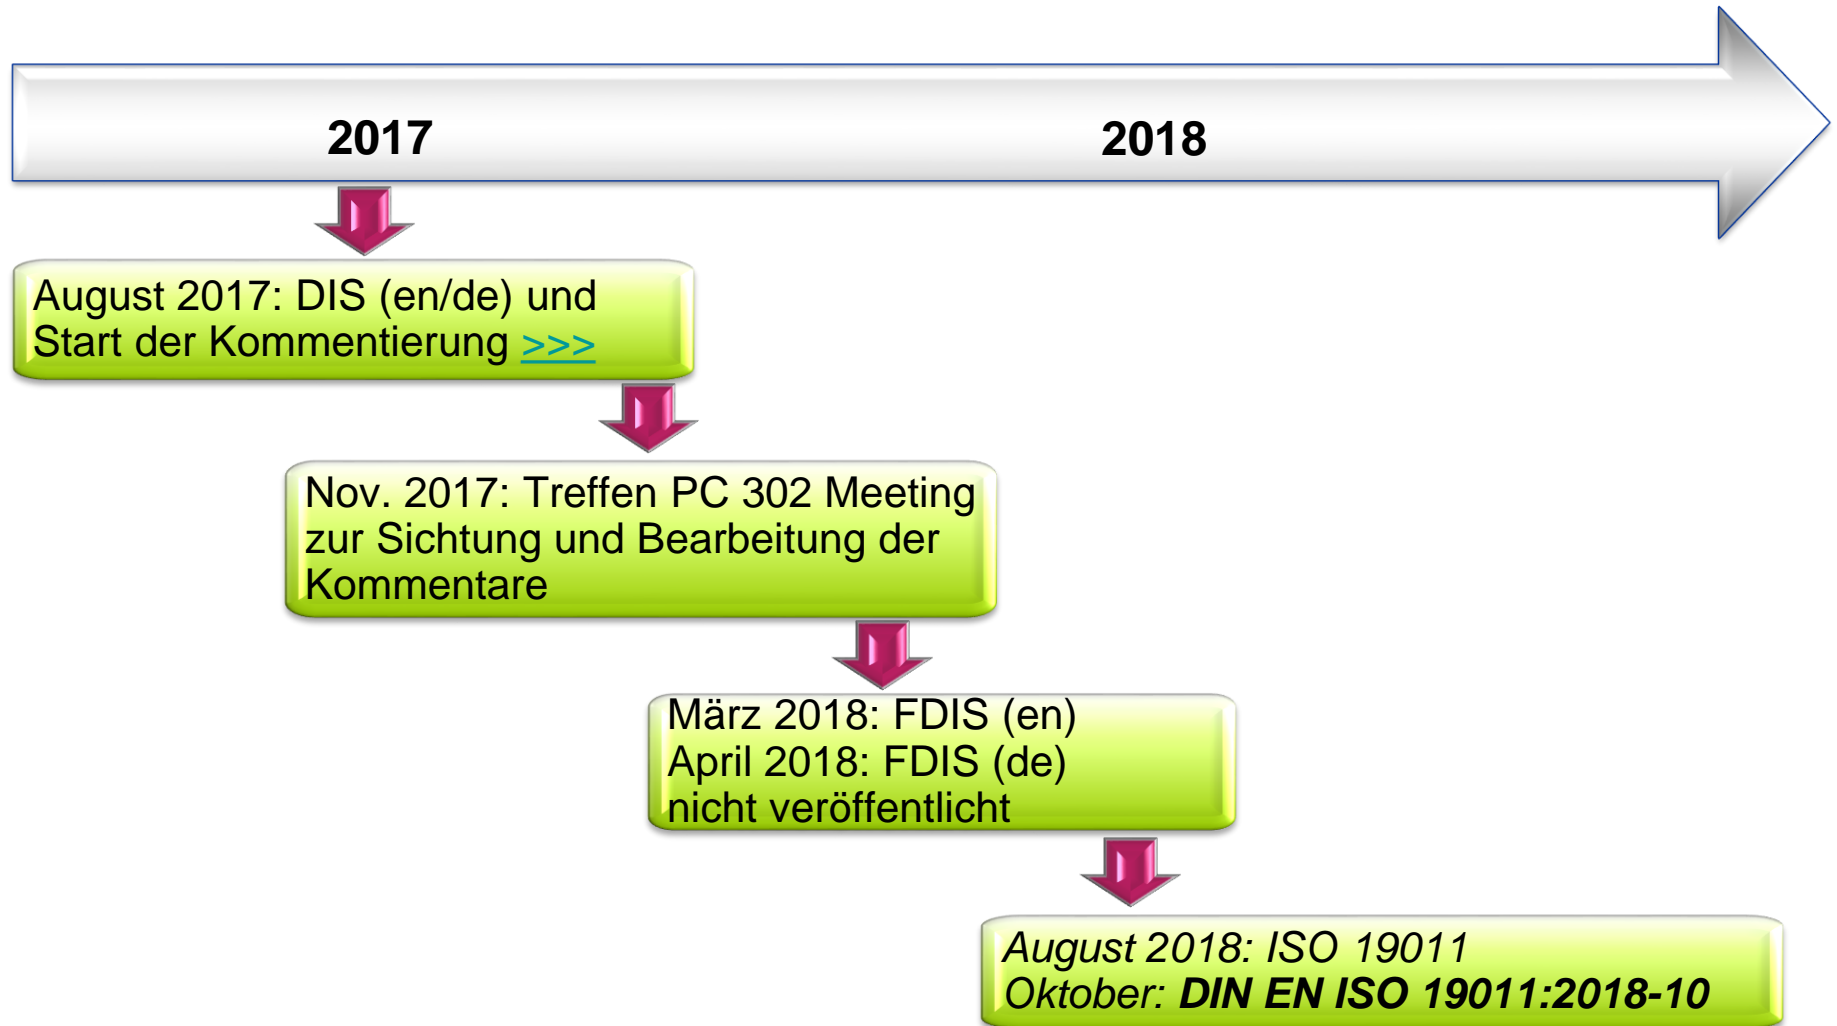 2017
2018
August 2017: DIS (en/de) und
Start der Kommentierung >>>
Nov. 2017: Treffen PC 302 Meeting
zur Sichtung und Bearbeitung der
Kommentare
März 2018: FDIS (en)
April 2018: FDIS (de)
nicht veröffentlicht
August 2018: ISO 19011
Oktober: DIN EN ISO 19011:2018-10